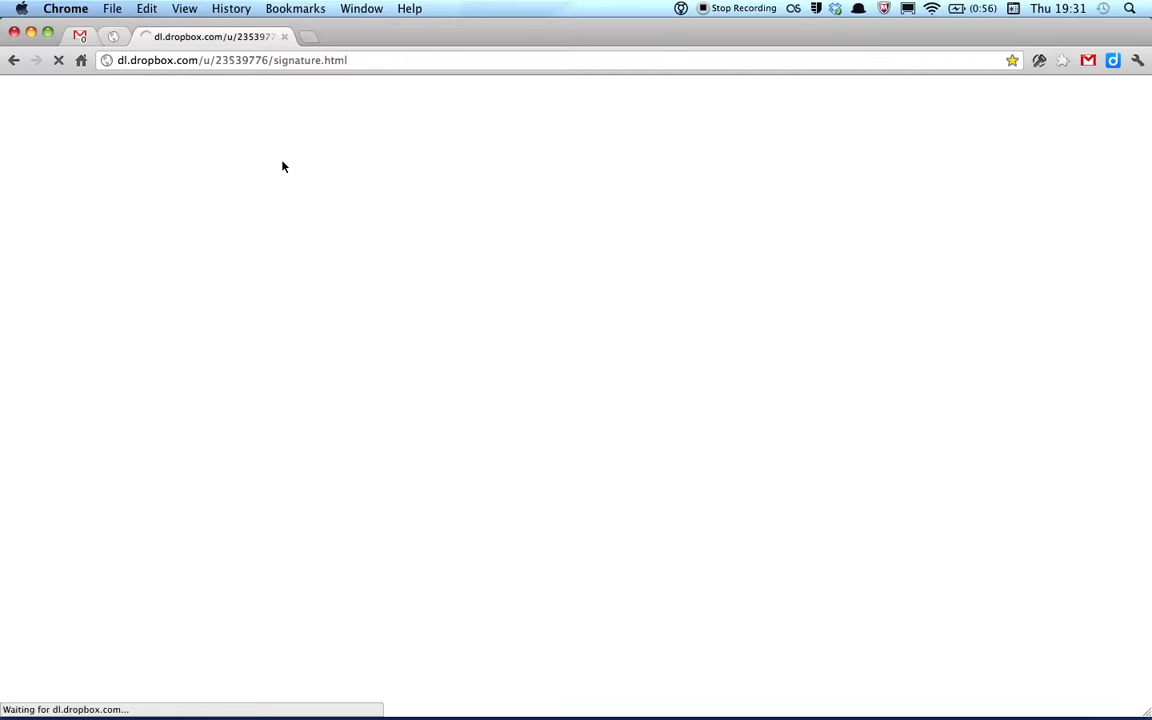 Chrome File Edit View History Bookmarks Window Help Stop Recording (0:56) Thu 19:31
dl.dropbox.com/u/2353977
dl.dropbox.com/u/23539776/signature.html
Waiting for dl.dropbox.com...